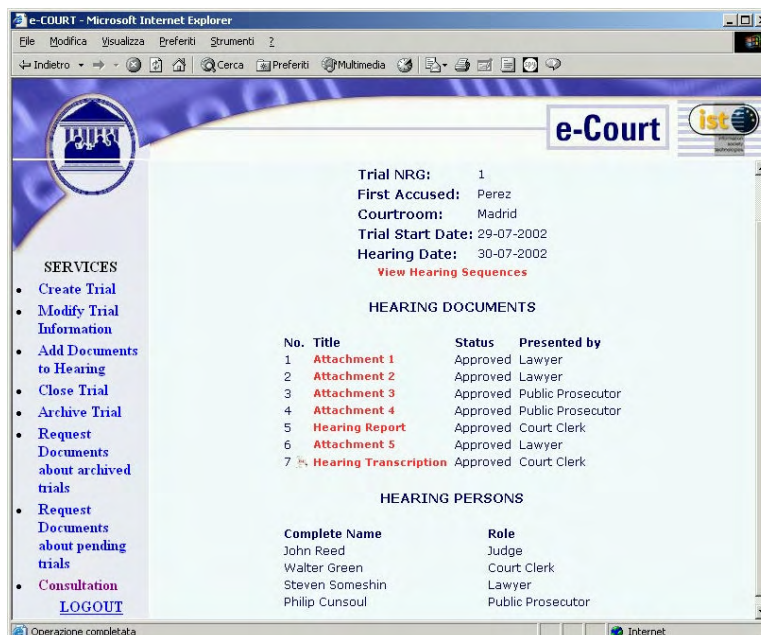 e-COURT - Microsoft Internet Explorer
File Modifica Visualizza Preferiti Strumenti ?
Indietro Cerca Preferiti Multimedia
e-Court
ist
information society technologies
Trial NRG: 1
First Accused: Perez
Courtroom: Madrid
Trial Start Date: 29-07-2002
Hearing Date: 30-07-2002
View Hearing Sequences
SERVICES
• Create Trial
• Modify Trial
Information
• Add Documents
to Hearing
• Close Trial
• Archive Trial
• Request
Documents
about archived
trials
• Request
Documents
about pending
trials
• Consultation
LOGOUT
HEARING DOCUMENTS
No. Title Status Presented by
1 Attachment 1 Approved Lawyer
2 Attachment 2 Approved Lawyer
3 Attachment 3 Approved Public Prosecutor
4 Attachment 4 Approved Public Prosecutor
5 Hearing Report Approved Court Clerk
6 Attachment 5 Approved Lawyer
7 Hearing Transcription Approved Court Clerk
HEARING PERSONS
Complete Name Role
John Reed Judge
Walter Green Court Clerk
Steven Someshin Lawyer
Philip Cunsoul Public Prosecutor
Operazione completata Internet